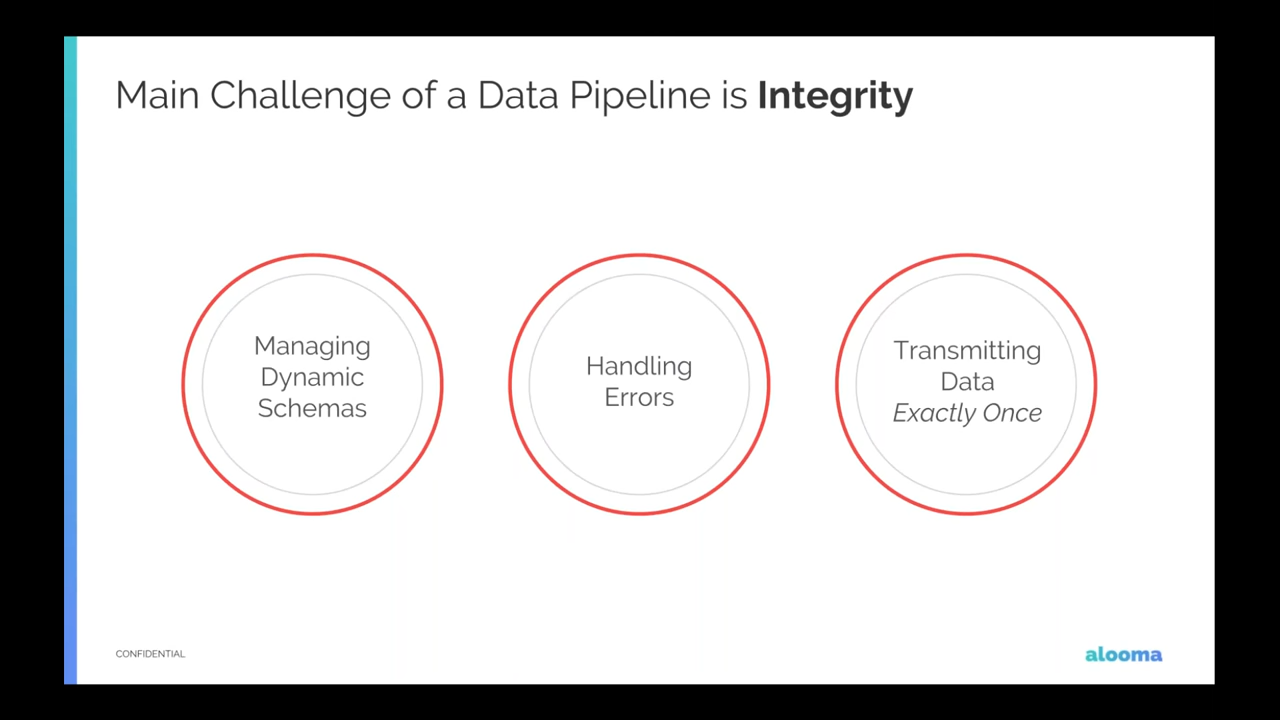 Main Challenge of a Data Pipeline is Integrity
Managing
Dynamic
Schemas
Handling
Errors
Transmitting
Data
Exactly Once
CONFIDENTIAL
alooma